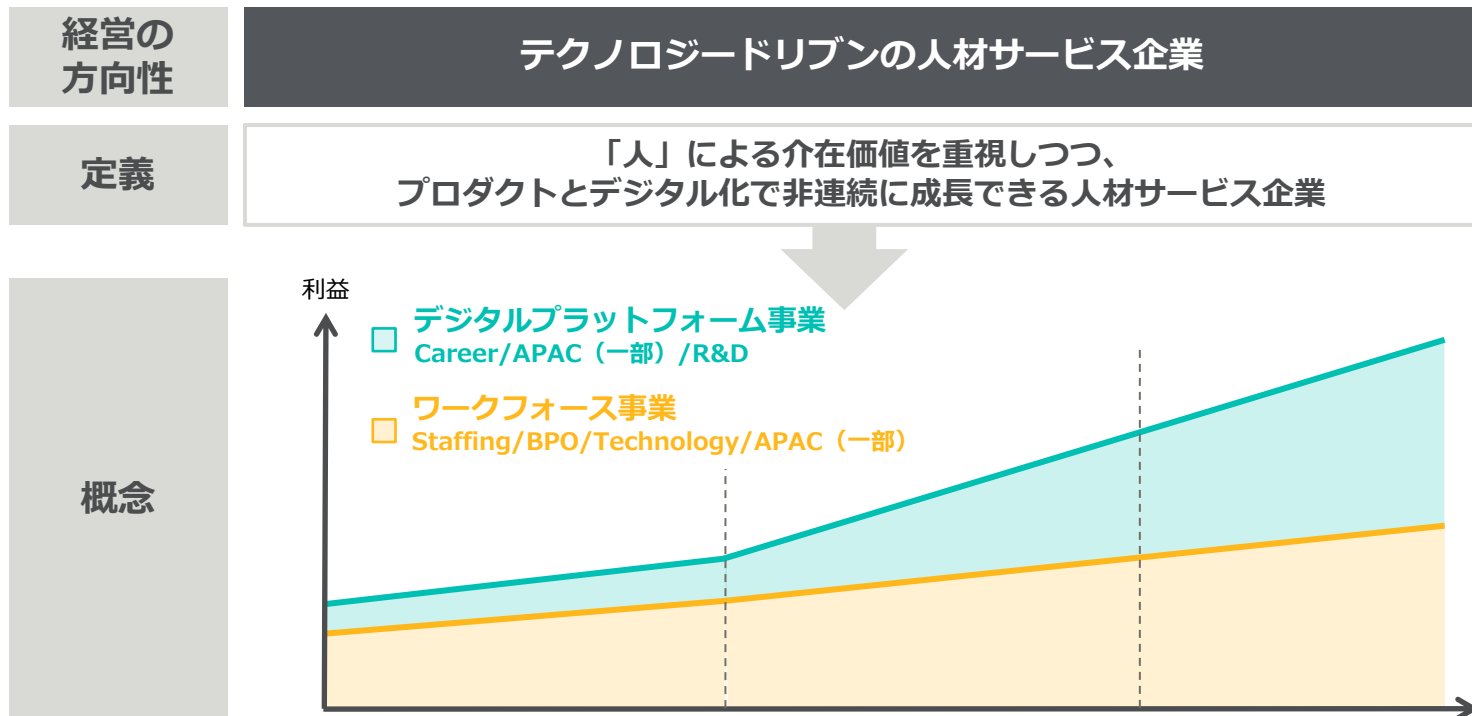 経営の
方向性
テクノロジードリブンの人材サービス企業
定義
「人」による介在価値を重視しつつ、
プロダクトとデジタル化で非連続に成長できる人材サービス企業
概念
利益
デジタルプラットフォーム事業
Career/APAC（一部）/R&D
ワークフォース事業
Staffing/BPO/Technology/APAC（一部）